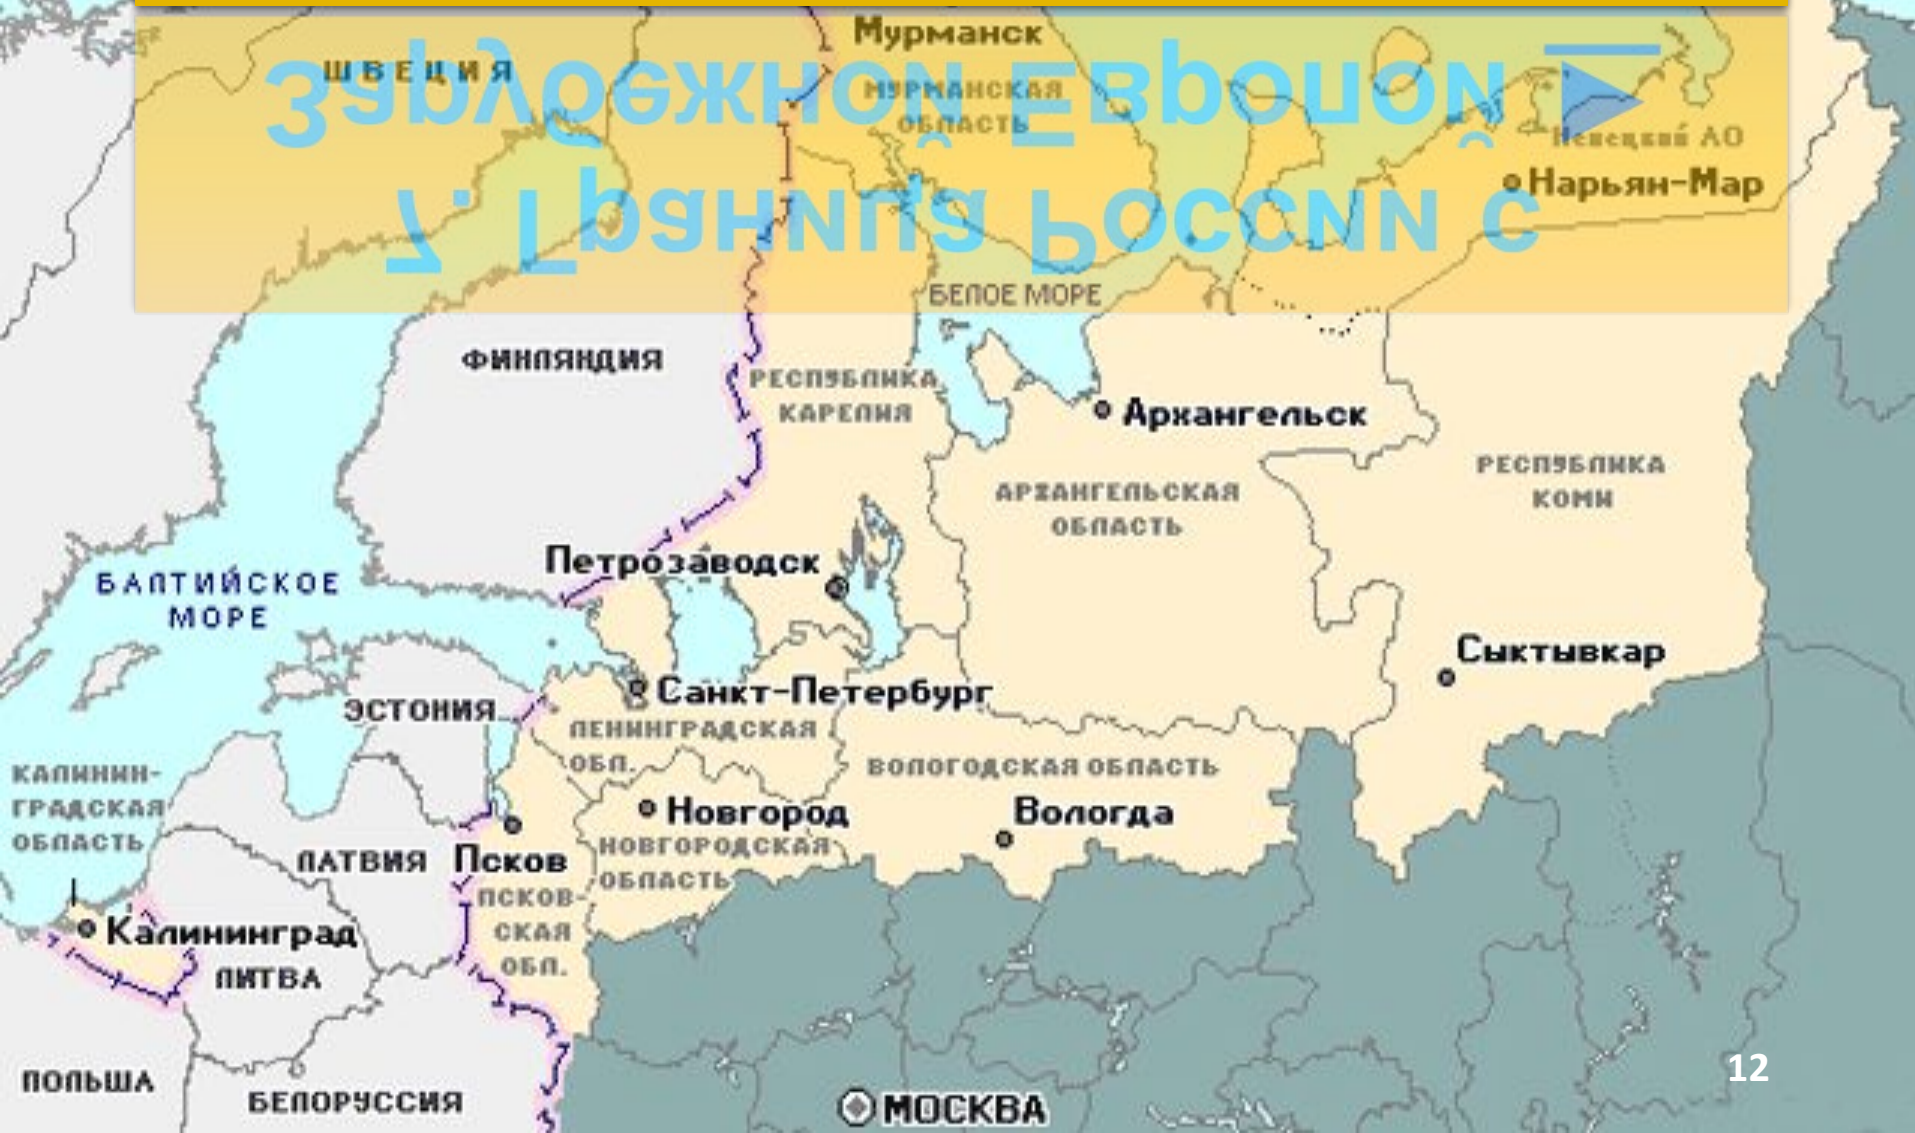 7. Граница России с
Зарубежной Европой
ШВЕЦИЯ
Мурманск
МУРМАНСКАЯ
ОБЛАСТЬ
Ненецкий АО
Нарьян-Мар
БЕЛОЕ МОРЕ
ФИНЛЯНДИЯ
РЕСПУБЛИКА
КАРЕЛИЯ
Архангельск
АРХАНГЕЛЬСКАЯ
ОБЛАСТЬ
РЕСПУБЛИКА
КОМИ
Петрозаводск
БАЛТИЙСКОЕ
МОРЕ
Сыктывкар
Санкт-Петербург
ЭСТОНИЯ
ЛЕНИНГРАДСКАЯ
ОБЛ.
ВОЛОГОДСКАЯ ОБЛАСТЬ
КАЛИНИН-
ГРАДСКАЯ
ОБЛАСТЬ
Новгород
НОВГОРОДСКАЯ
ОБЛАСТЬ
Вологда
ЛАТВИЯ
Псков
ПСКОВ-
СКАЯ
ОБЛ.
Калининград
ЛИТВА
ПОЛЬША
БЕЛОРУССИЯ
МОСКВА
12